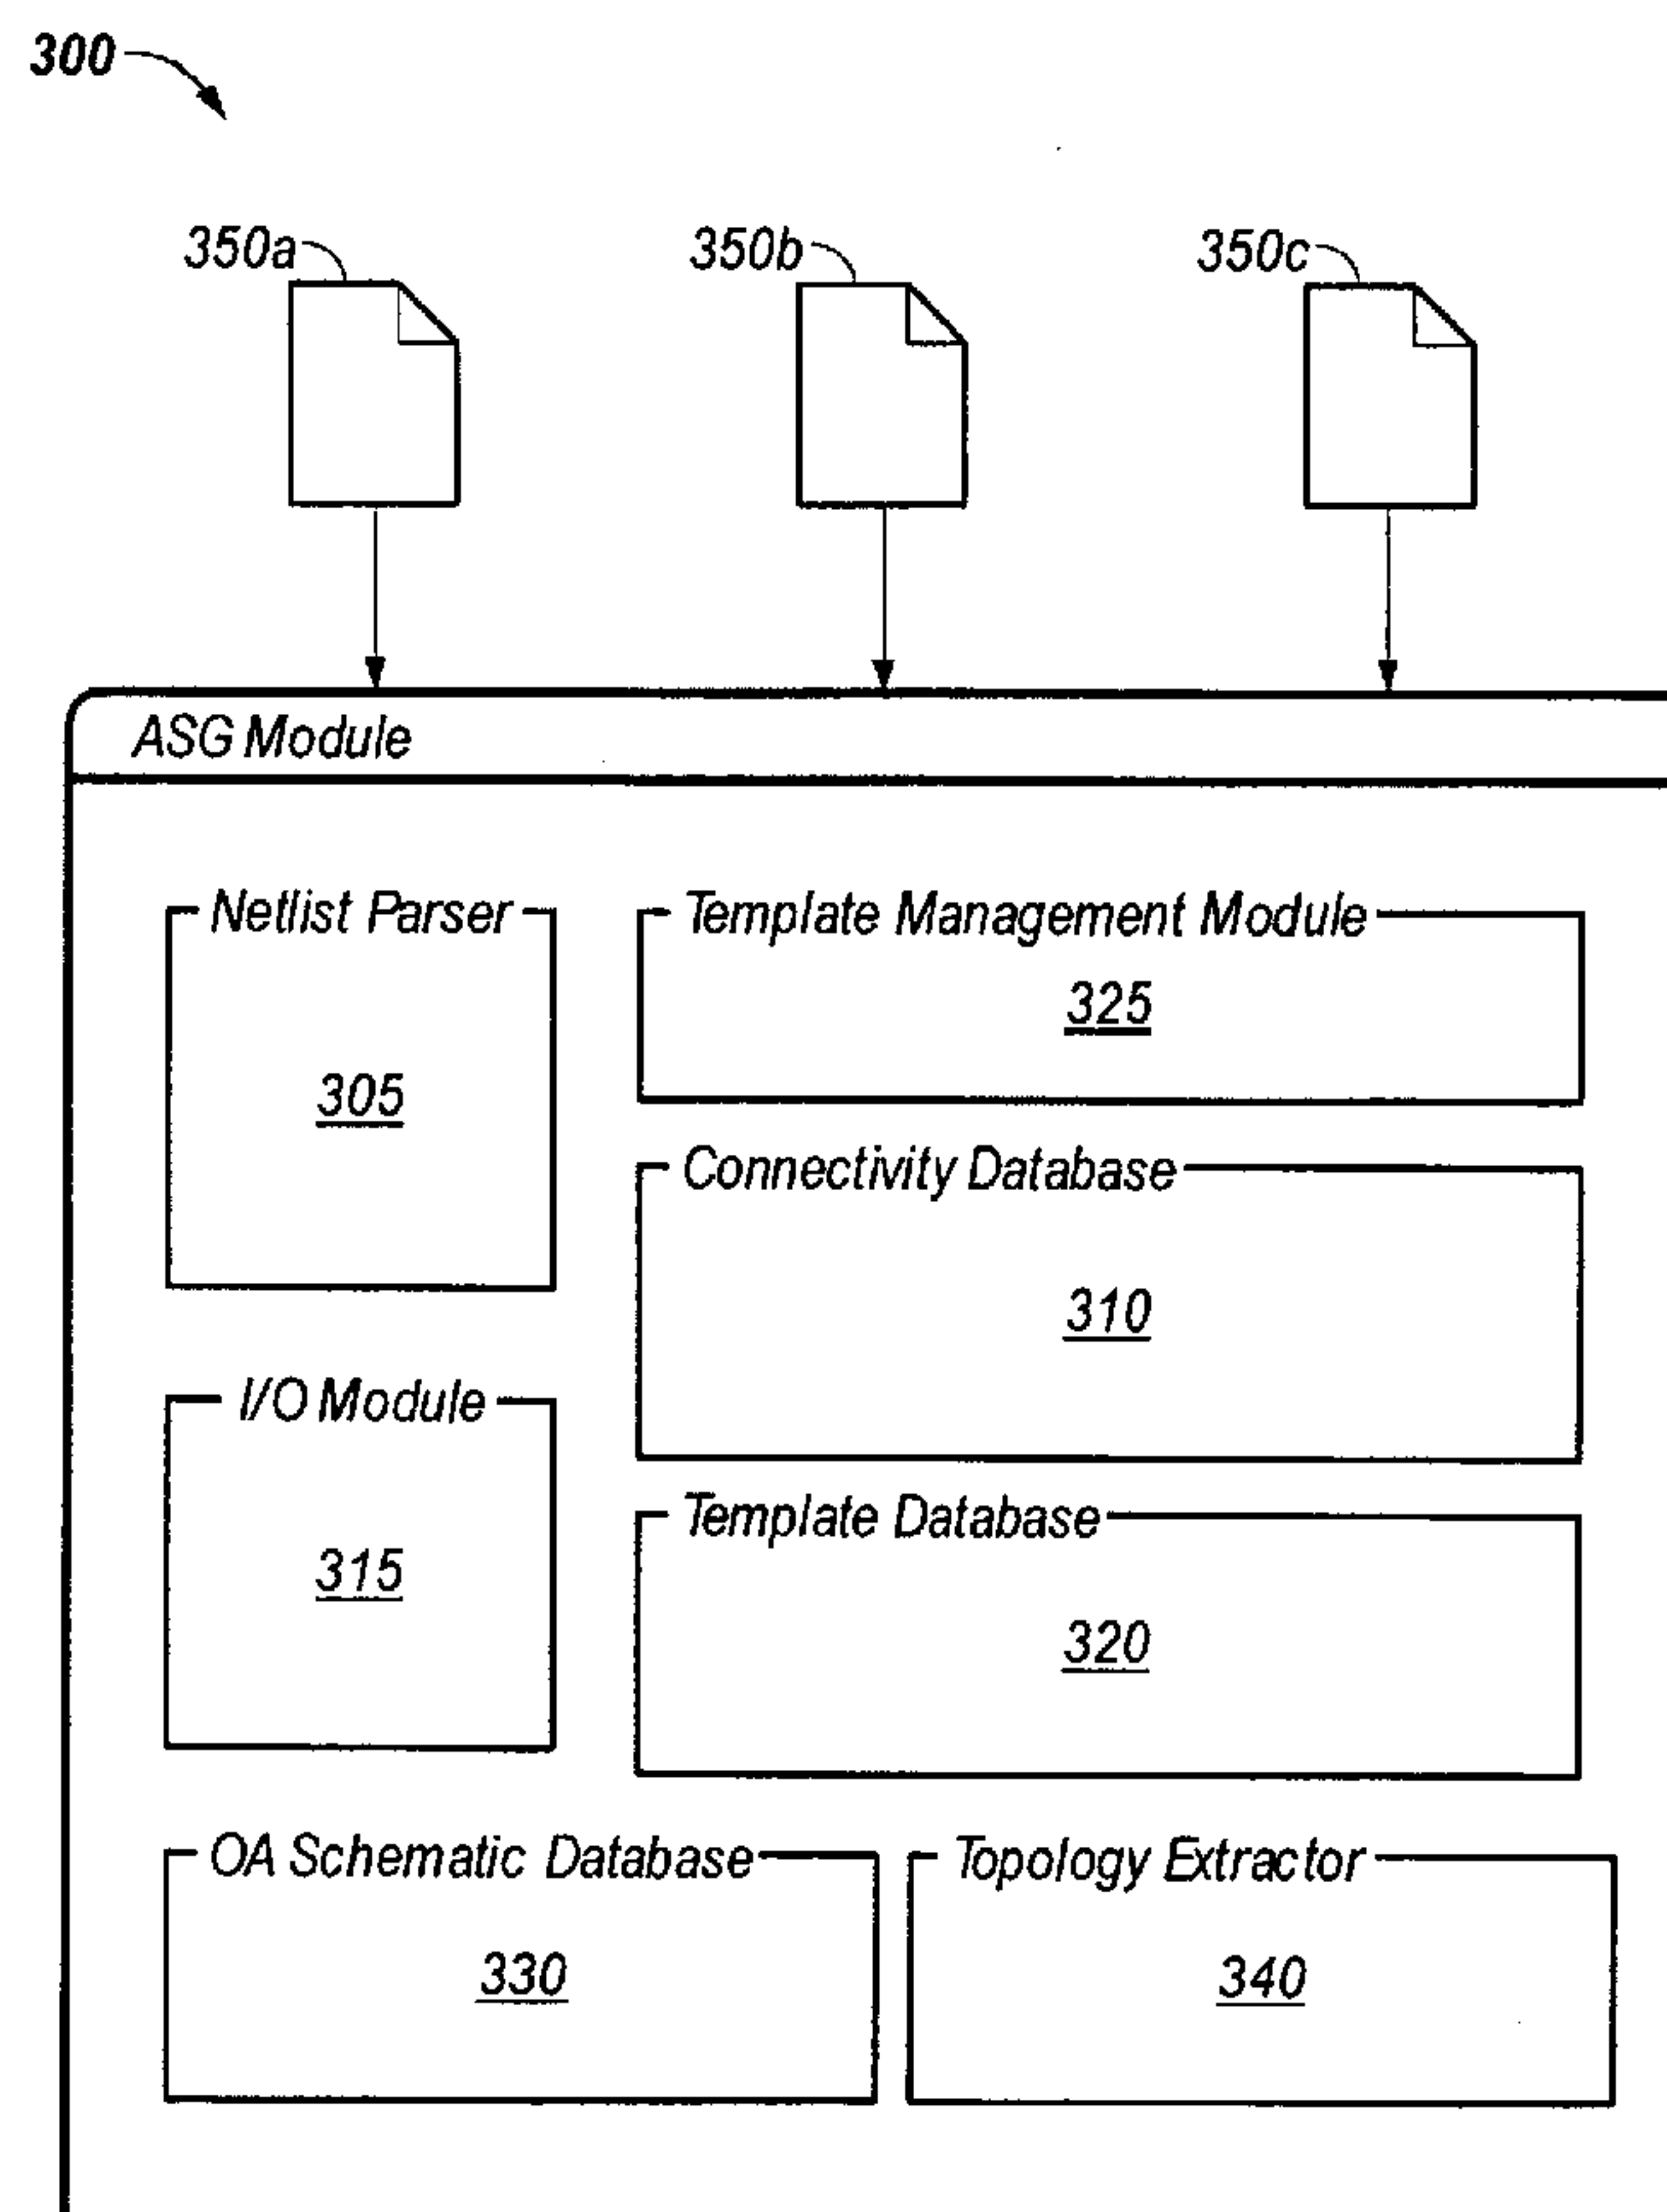 300
350a 350b 350c
ASG Module
Netlist Parser
305
Template Management Module
325
Connectivity Database
310
I/O Module
315
Template Database
320
OA Schematic Database
330
Topology Extractor
340